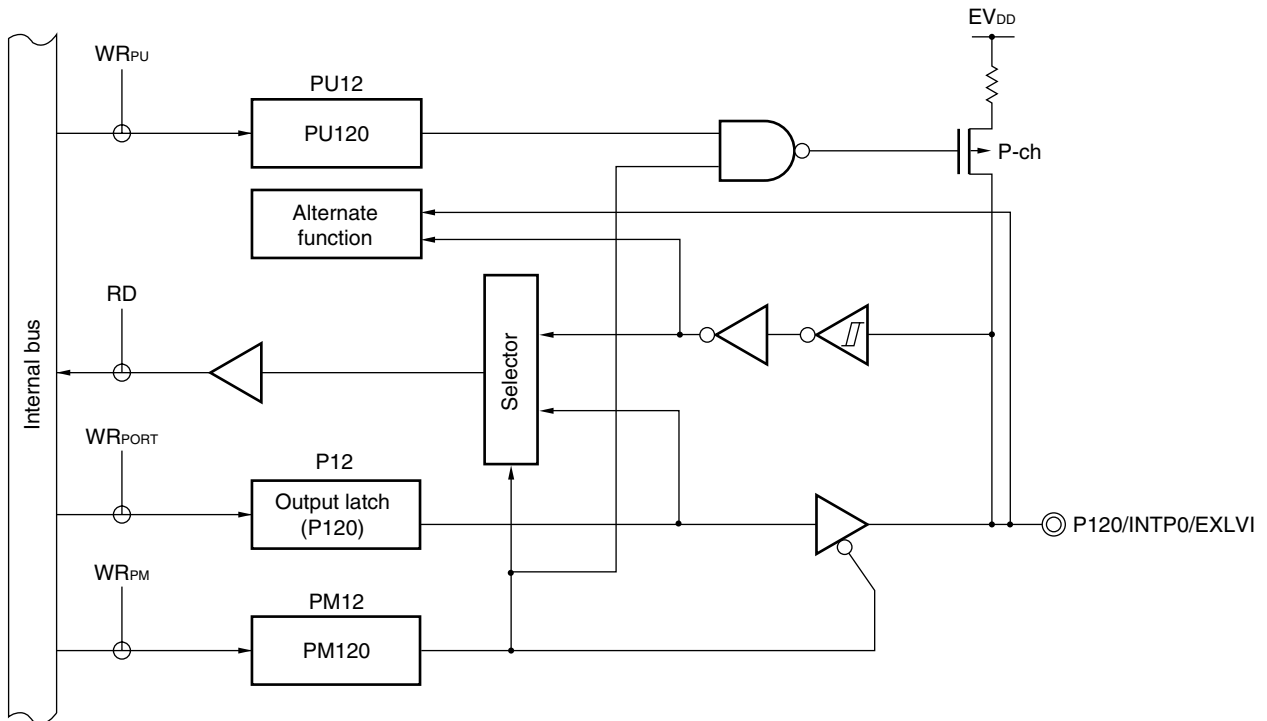 EVDD
WRPU
PU12
PU120
P-ch
Alternate
function
RD
Internal bus
Selector
WRPORT
P12
Output latch
(P120)
P120/INTP0/EXLVI
WRPM
PM12
PM120